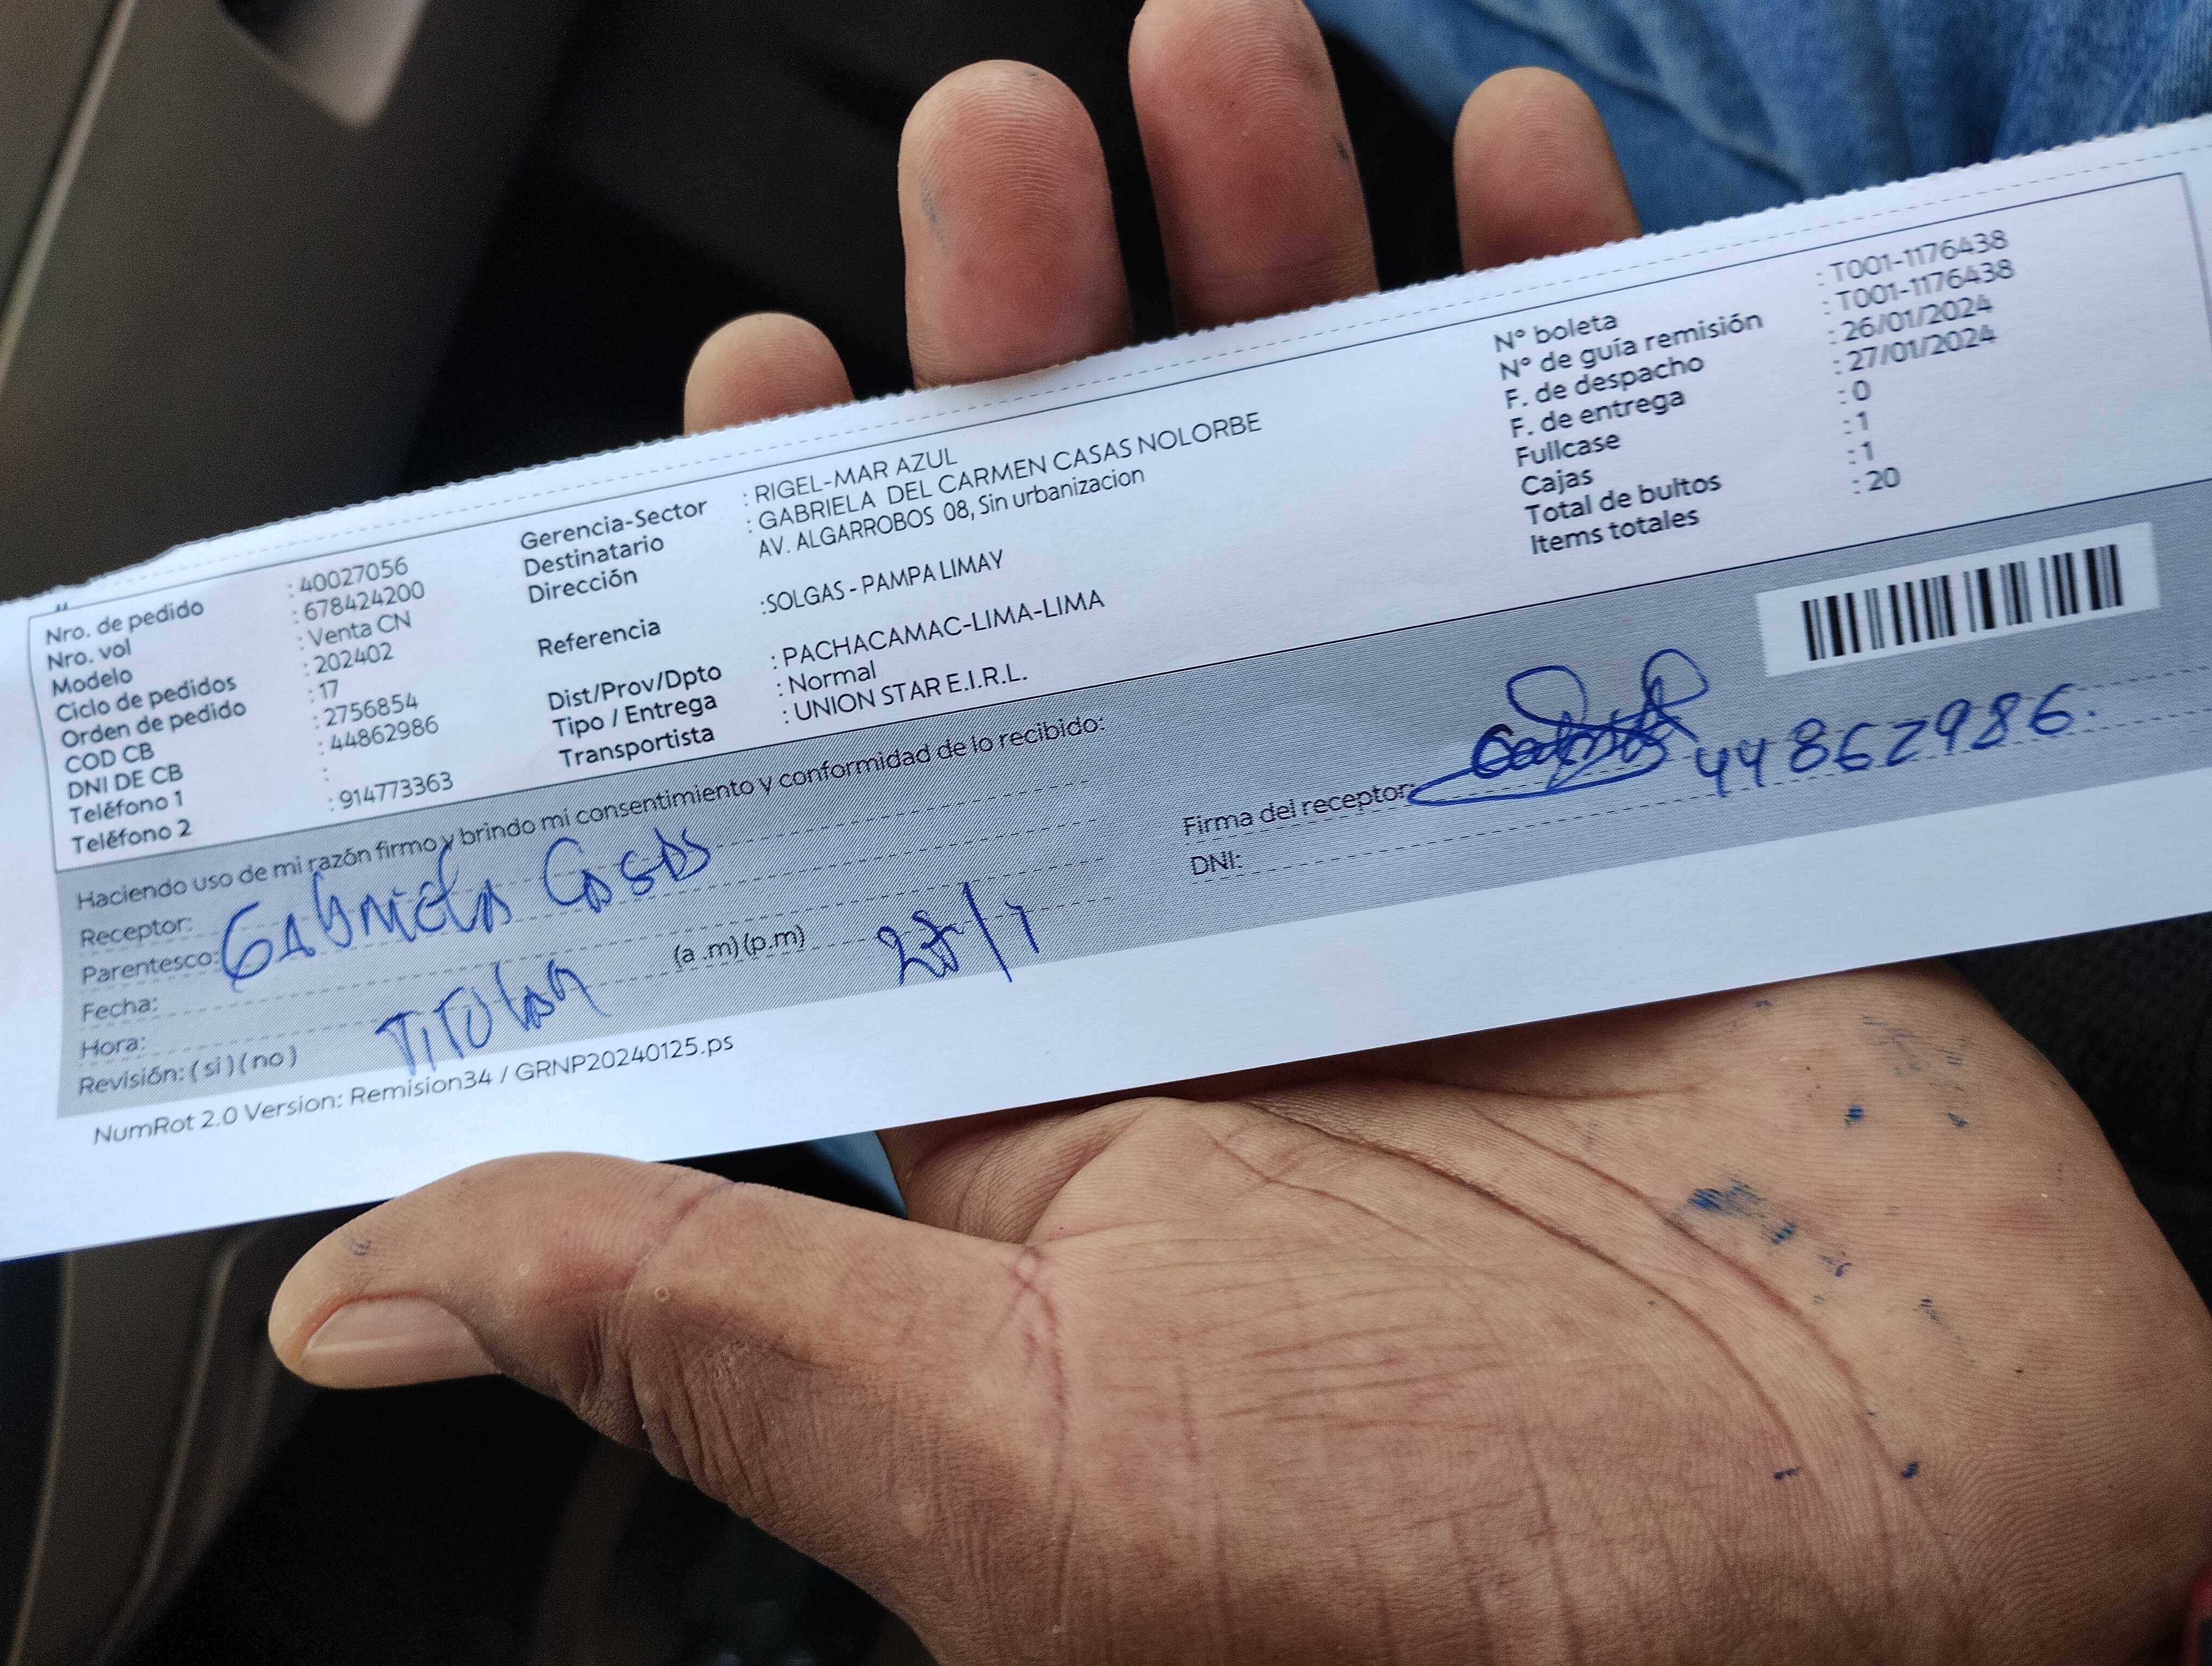 Nro. de pedido : 40027056
Nro. vol : 678424200
Modelo : Venta CN
Ciclo de pedidos : 202402
Orden de pedido : 17
COD CB : 2756854
DNI DE CB : 44862986
Teléfono 1 :
Teléfono 2 : 914773363
Gerencia-Sector : RIGEL-MAR AZUL
Destinatario : GABRIELA DEL CARMEN CASAS NOLORBE
Dirección AV. ALGARROBOS 08, Sin urbanizacion
Referencia :SOLGAS - PAMPA LIMAY
Dist/Prov/Dpto : PACHACAMAC-LIMA-LIMA
Tipo / Entrega : Normal
Transportista : UNION STAR E.I.R.L.
N° boleta : T001-1176438
N° de guía remisión : T001-1176438
F. de despacho : 26/01/2024
F. de entrega : 27/01/2024
Fullcase : 0
Cajas : 1
Total de bultos : 1
Items totales : 20
Haciendo uso de mi razón firmo y brindo mi consentimiento y conformidad de lo recibido:
Receptor: Gabriela Casas
Parentesco:
Fecha:
Hora: (a .m) (p.m)
Revisión: ( si ) ( no ) TiTULAR
Firma del receptor: 44862986.
DNI:
NumRot 2.0 Version: Remision34 / GRNP20240125.ps